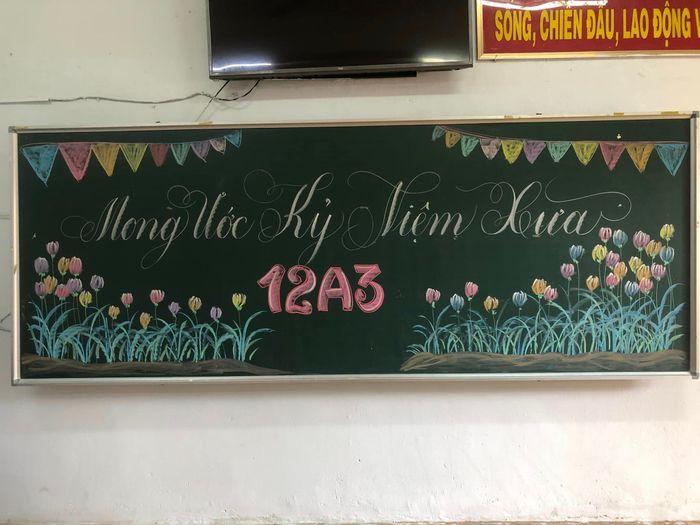 SỐNG, CHIẾN ĐẤU, LAO ĐỘNG
Mong Ước Kỷ Niệm Xưa
12A3